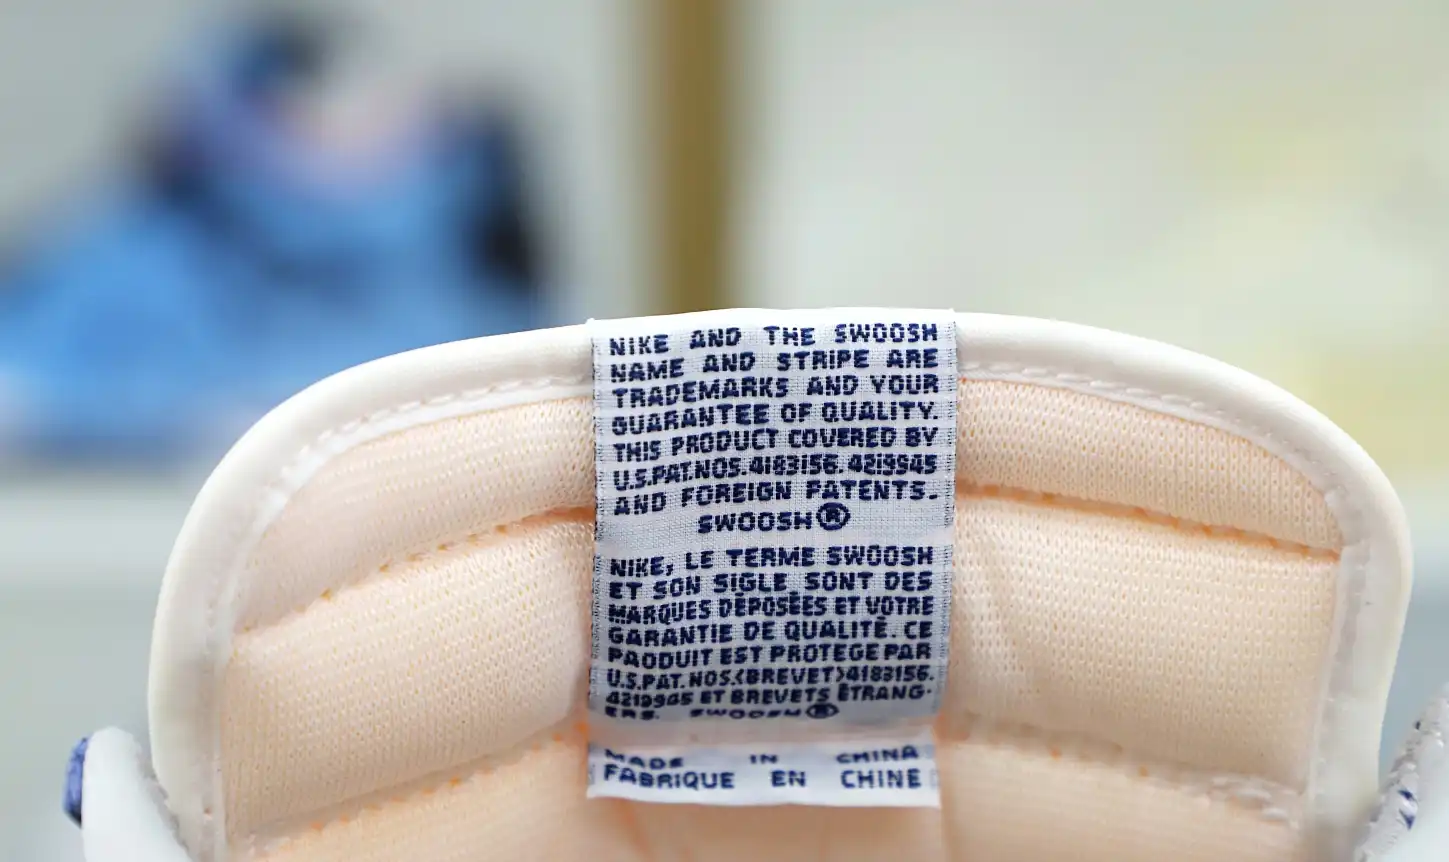 NIKE AND THE SWOOSH
NAME AND STRIPE ARE
TRADEMARKS AND YOUR
GUARANTEE OF QUALITY.
THIS PRODUCT COVERED BY
U.S.PAT.NOS.4183156.4219945
AND FOREIGN PATENTS.
SWOOSH®
NIKE, LE TERME SWOOSH
ET SON SIGLE SONT DES
MARQUES DÉPOSÉES ET VOTRE
GARANTIE DE QUALITÉ. CE
PAODUIT EST PROTEGE PAR
U.S.PAT.NOS.(BREVET)4183156.
4219945 ET BREVETS ÊTRANG-
ERS. SWOOSH®
MADE IN CHINA
FABRIQUE EN CHINE